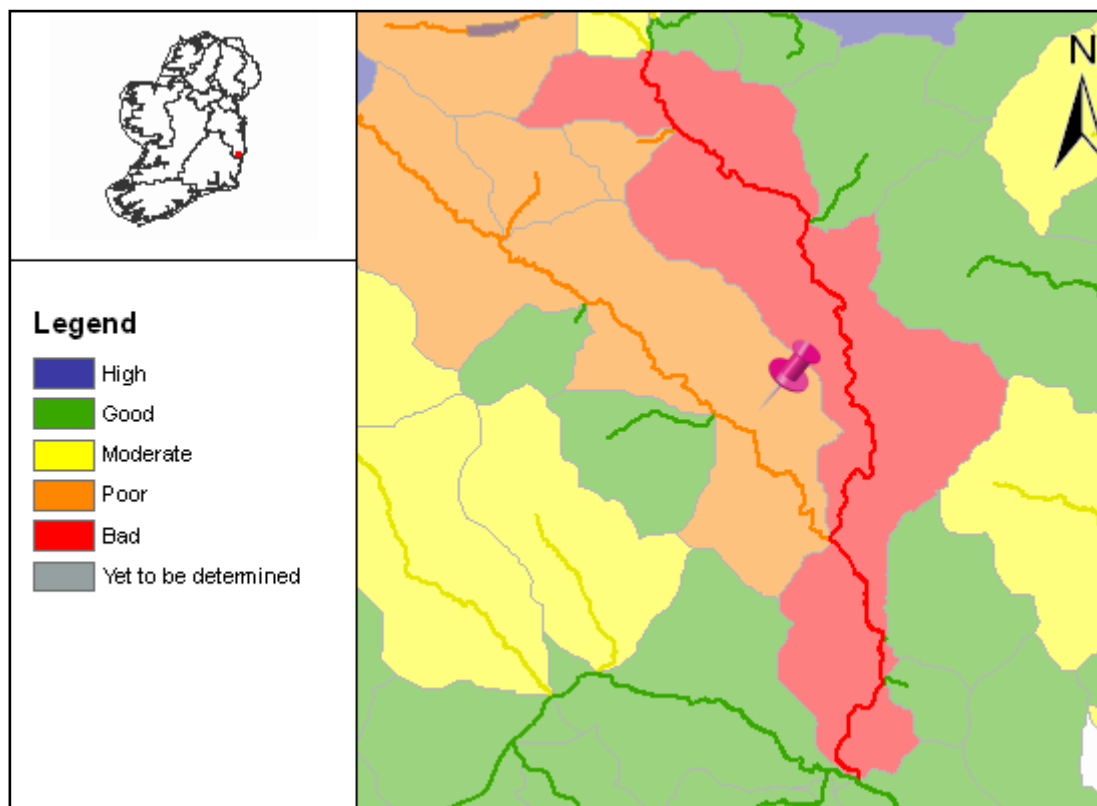 N
Legend
High
Good
Moderate
Poor
Bad
Yet to be determined